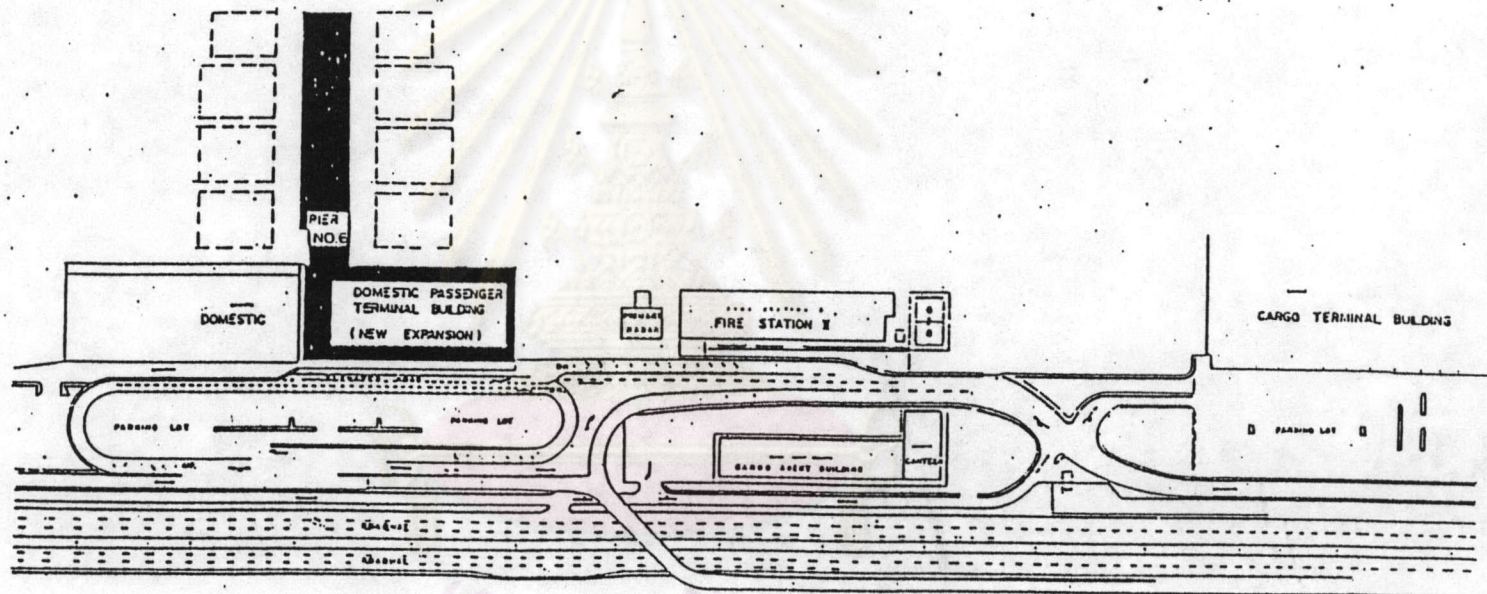 PIER
NO.6
DOMESTIC
DOMESTIC PASSENGER
TERMINAL BUILDING
(NEW EXPANSION)
RADAR
FIRE STATION II
CARGO TERMINAL BUILDING
PARKING LOT
PARKING LOT
CARGO AGENT BUILDING
CANTEEN
PARKING LOT